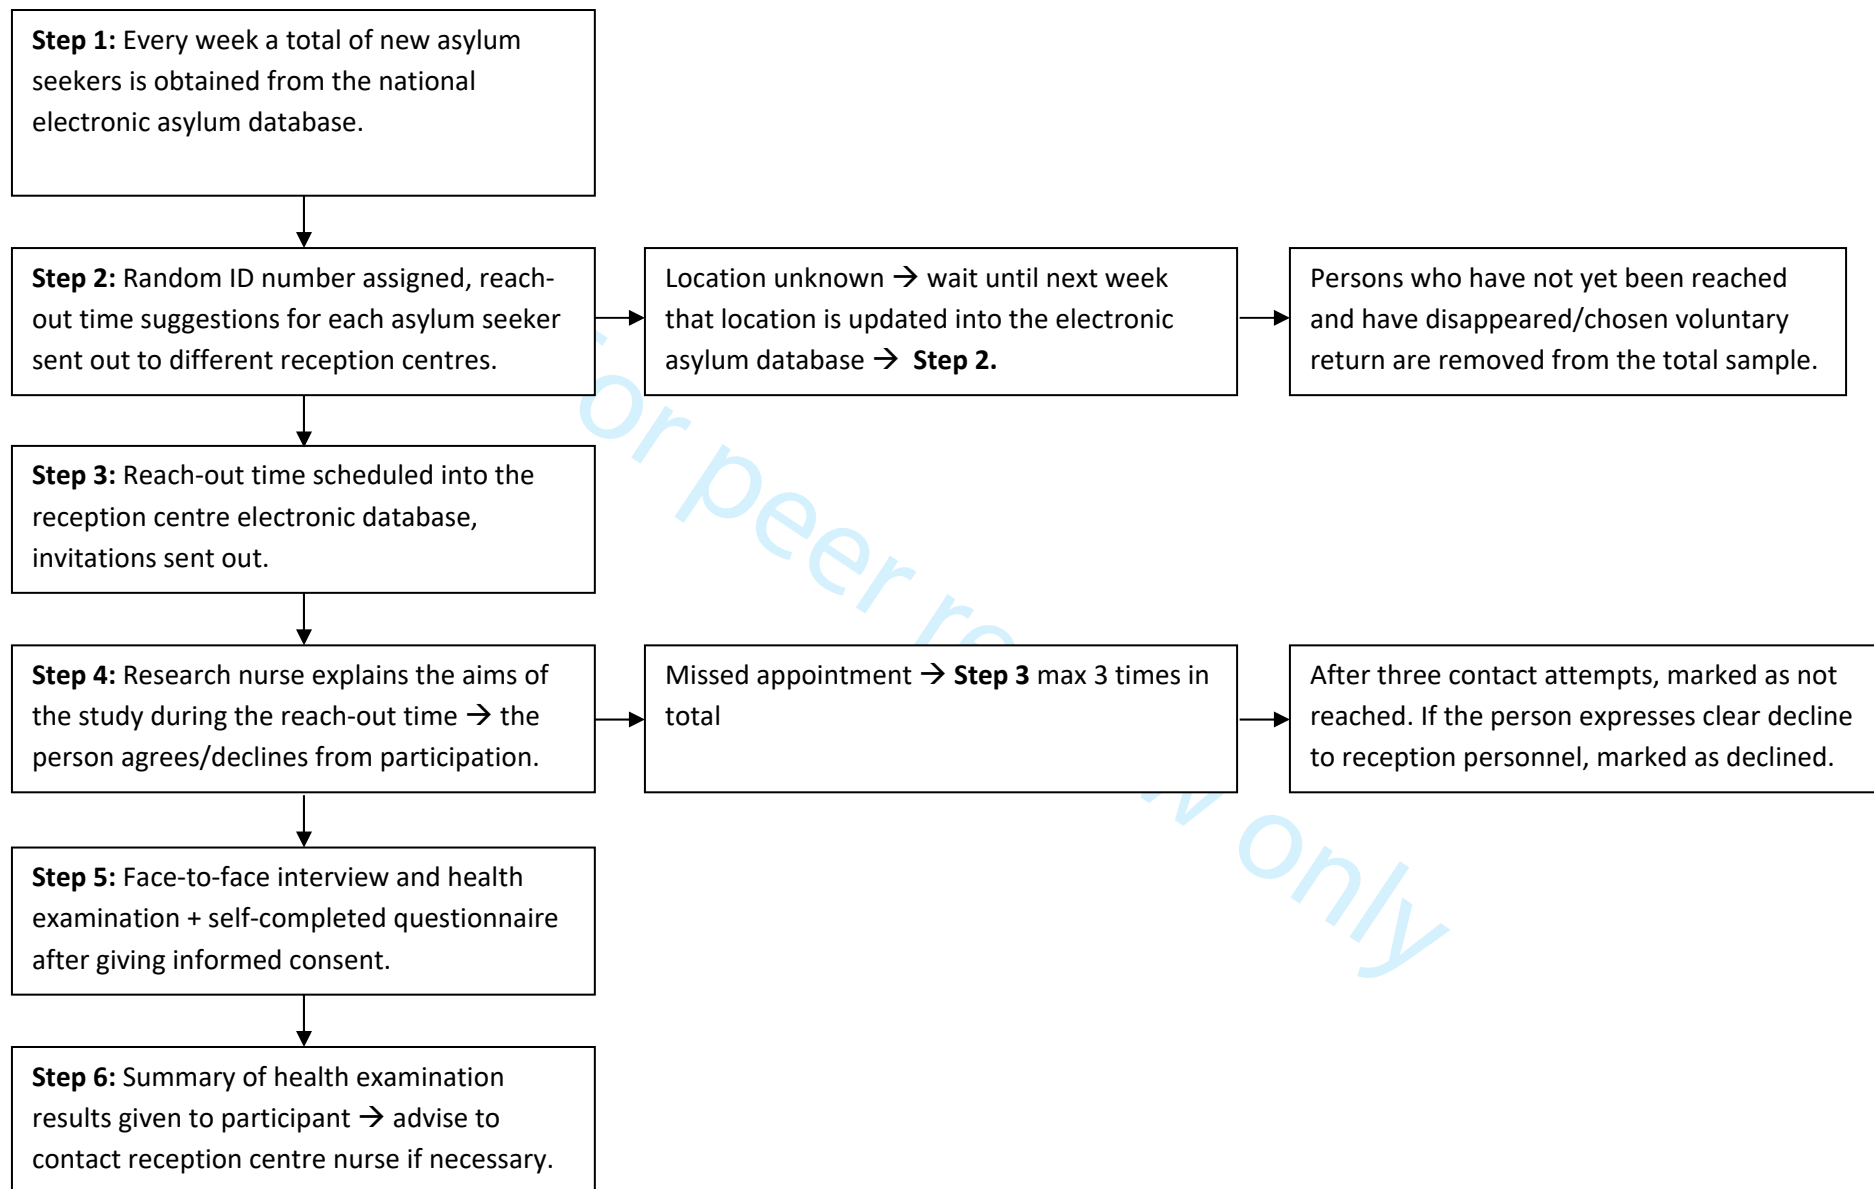 Step 1: Every week a total of new asylum
seekers is obtained from the national
electronic asylum database.
Step 2: Random ID number assigned, reach-
out time suggestions for each asylum seeker
sent out to different reception centres.
Location unknown → wait until next week
that location is updated into the electronic
asylum database → Step 2.
Persons who have not yet been reached
and have disappeared/chosen voluntary
return are removed from the total sample.
Step 3: Reach-out time scheduled into the
reception centre electronic database,
invitations sent out.
Step 4: Research nurse explains the aims of
the study during the reach-out time → the
person agrees/declines from participation.
Missed appointment → Step 3 max 3 times in
total
After three contact attempts, marked as not
reached. If the person expresses clear decline
to reception personnel, marked as declined.
Step 5: Face-to-face interview and health
examination + self-completed questionnaire
after giving informed consent.
Step 6: Summary of health examination
results given to participant → advise to
contact reception centre nurse if necessary.
For peer review only